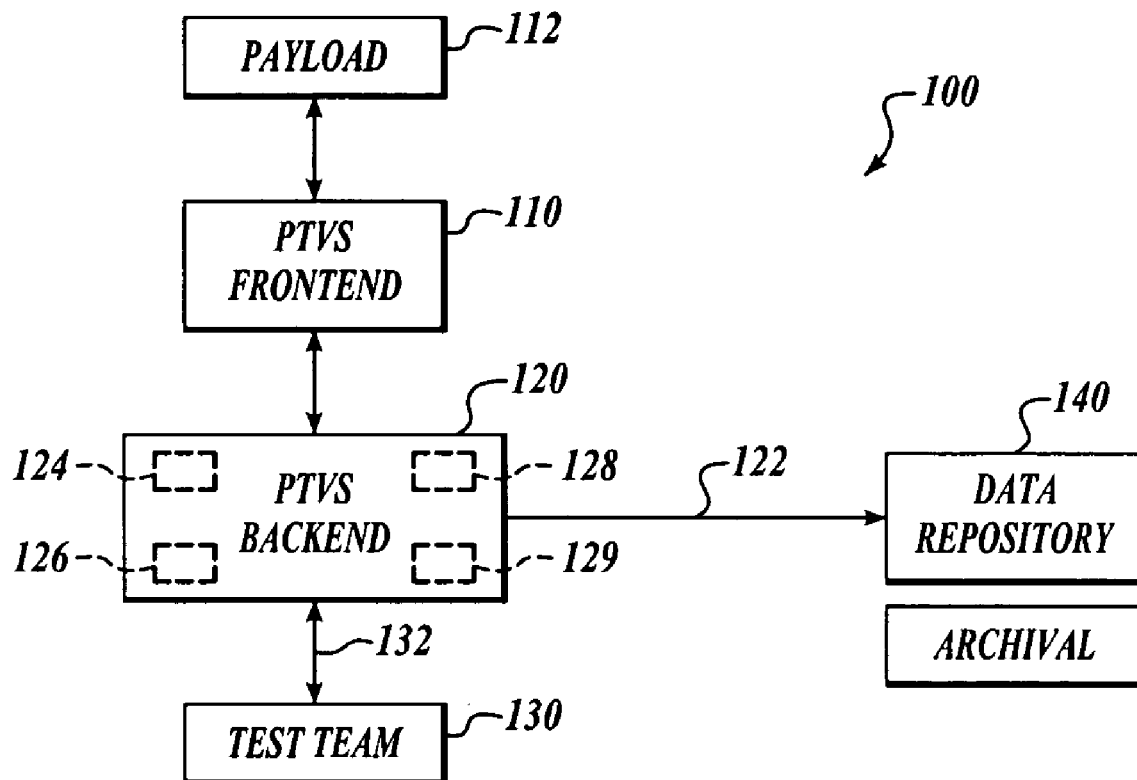 PAYLOAD
112
100
PTVS
FRONTEND
110
120
124
128
PTVS
BACKEND
126
129
122
140
DATA
REPOSITORY
ARCHIVAL
132
TEST TEAM
130